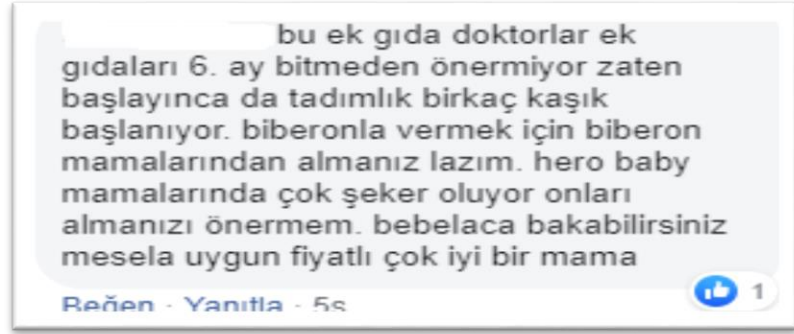 bu ek gıda doktorlar ek
gıdaları 6. ay bitmeden önermiyor zaten
başlayınca da tadımlık birkaç kaşık
başlanıyor. biberonla vermek için biberon
mamalarından almanız lazım. hero baby
mamalarında çok şeker oluyor onları
almanızı önermem. bebelaca bakabilirsiniz
mesela uygun fiyatlı çok iyi bir mama
1
Beğen · Yanıtla · 5s